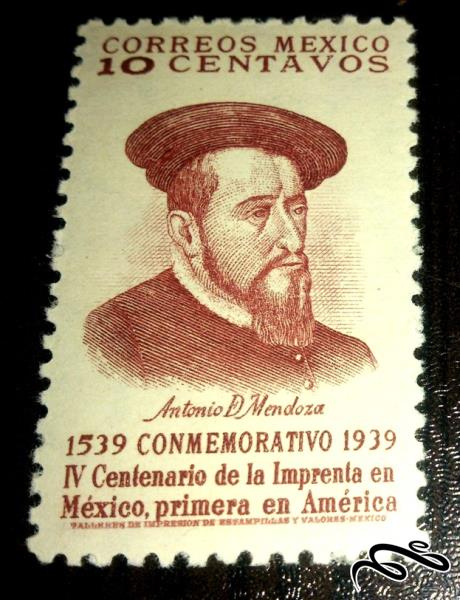 CORREOS MEXICO
10 CENTAVOS
Antonio D Mendoza
1539 CONMEMORATIVO 1939
IV Centenario de la Imprenta en
México, primera en América
TALLERES DE IMPRESION DE ESTAMPILLAS Y VALORES-MEXICO